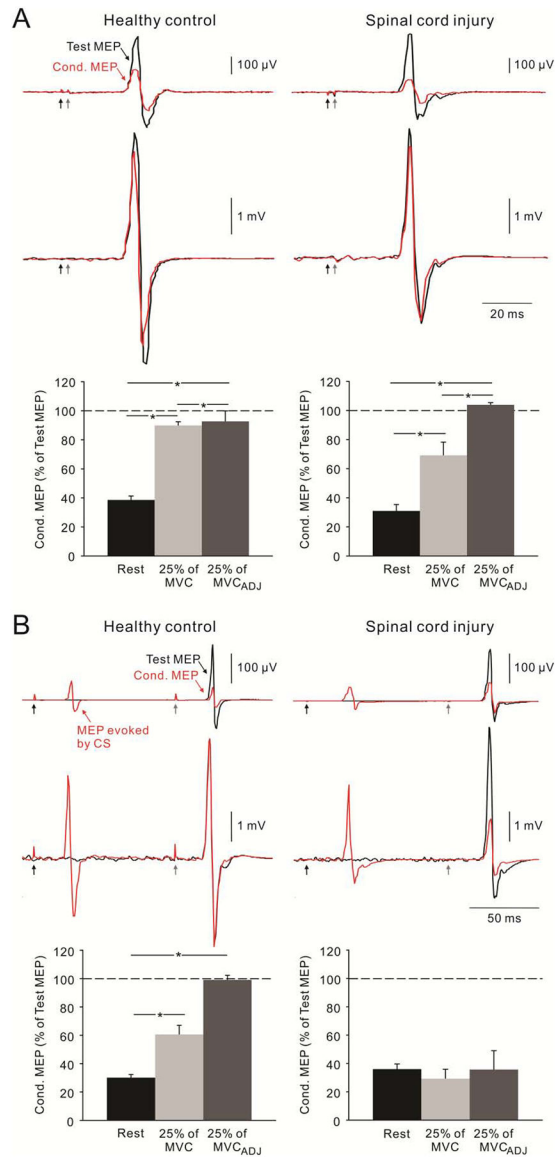 A
Healthy control
Spinal cord injury
Test MEP
Cond. MEP
100 µV
100 µV
1 mV
1 mV
20 ms
Cond. MEP (% of Test MEP)
120
100
80
60
40
20
0
*
*
*
Rest
25% of MVC
25% of MVCADJ
Cond. MEP (% of Test MEP)
120
100
80
60
40
20
0
*
*
*
Rest
25% of MVC
25% of MVCADJ
B
Healthy control
Spinal cord injury
Test MEP
Cond. MEP
100 µV
100 µV
MEP evoked
by CS
1 mV
1 mV
50 ms
Cond. MEP (% of Test MEP)
120
100
80
60
40
20
0
*
*
Rest
25% of MVC
25% of MVCADJ
Cond. MEP (% of Test MEP)
120
100
80
60
40
20
0
Rest
25% of MVC
25% of MVCADJ